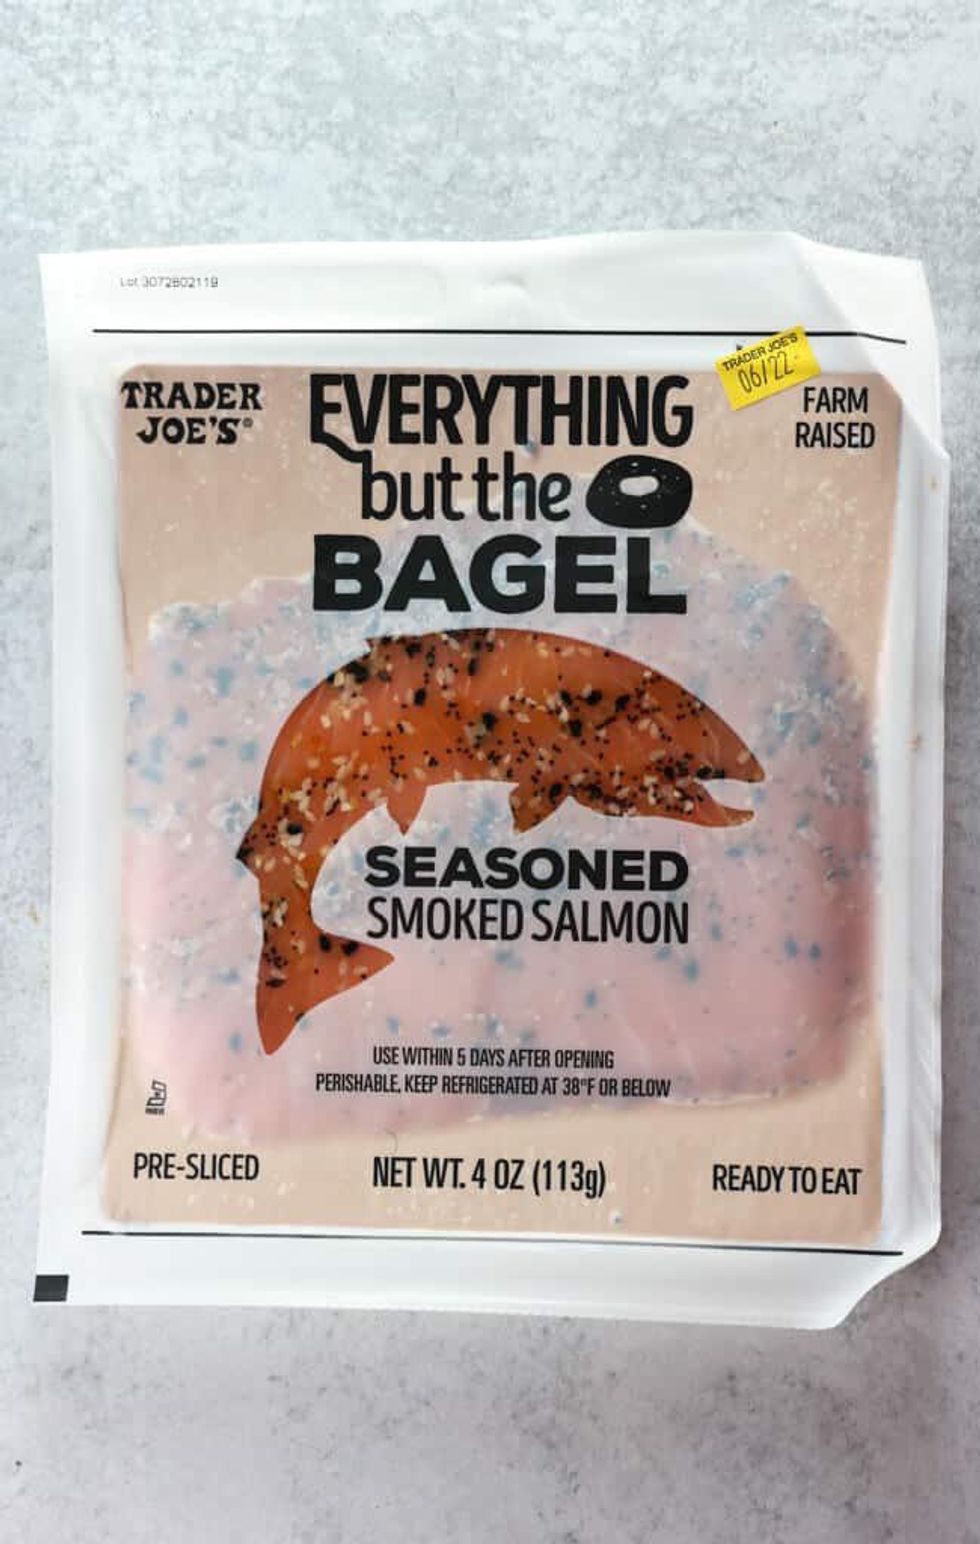 Lot 3072802119
TRADER JOE'S
06/22
TRADER
JOE'S®
EVERYTHING
but the
BAGEL
FARM
RAISED
SEASONED
SMOKED SALMON
USE WITHIN 5 DAYS AFTER OPENING
PERISHABLE, KEEP REFRIGERATED AT 38°F OR BELOW
PRE-SLICED
NET WT. 4 OZ (113g)
READY TO EAT